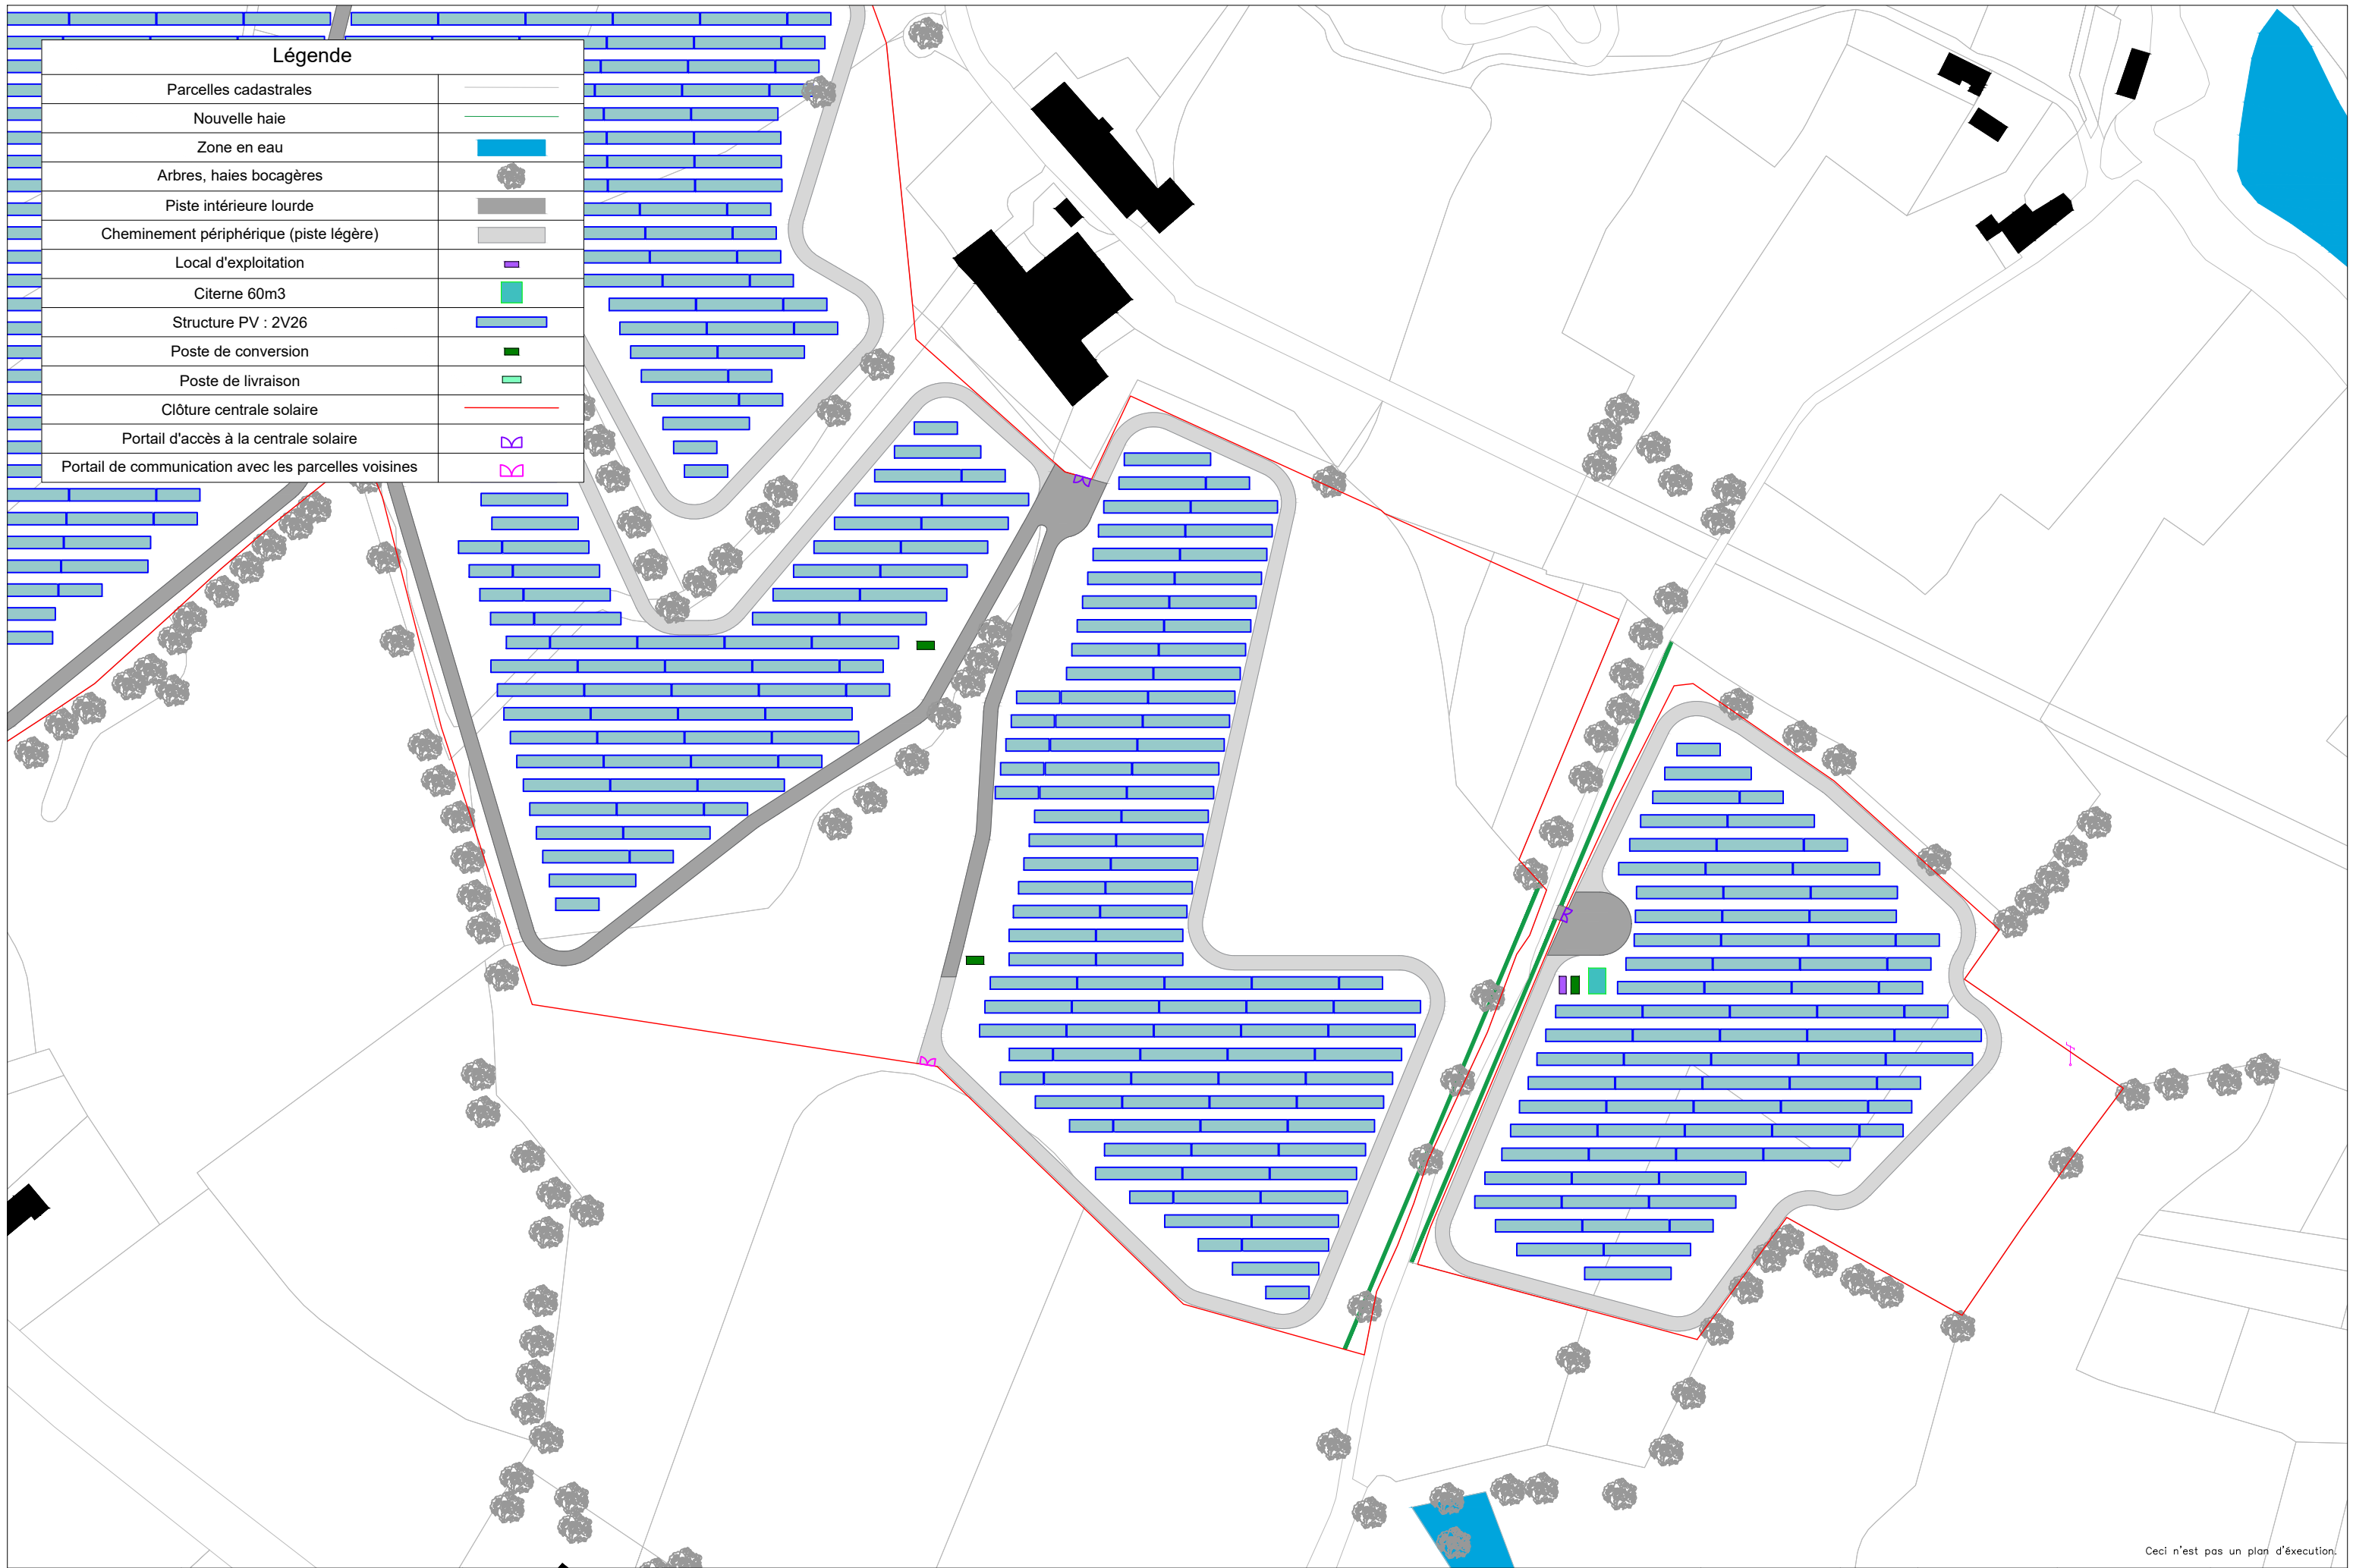 Légende
Parcelles cadastrales
Nouvelle haie
Zone en eau
Arbres, haies bocagères
Piste intérieure lourde
Cheminement périphérique (piste légère)
Local d'exploitation
Citerne 60m3
Structure PV : 2V26
Poste de conversion
Poste de livraison
Clôture centrale solaire
Portail d'accès à la centrale solaire
Portail de communication avec les parcelles voisines
Ceci n'est pas un plan d'éxecution.